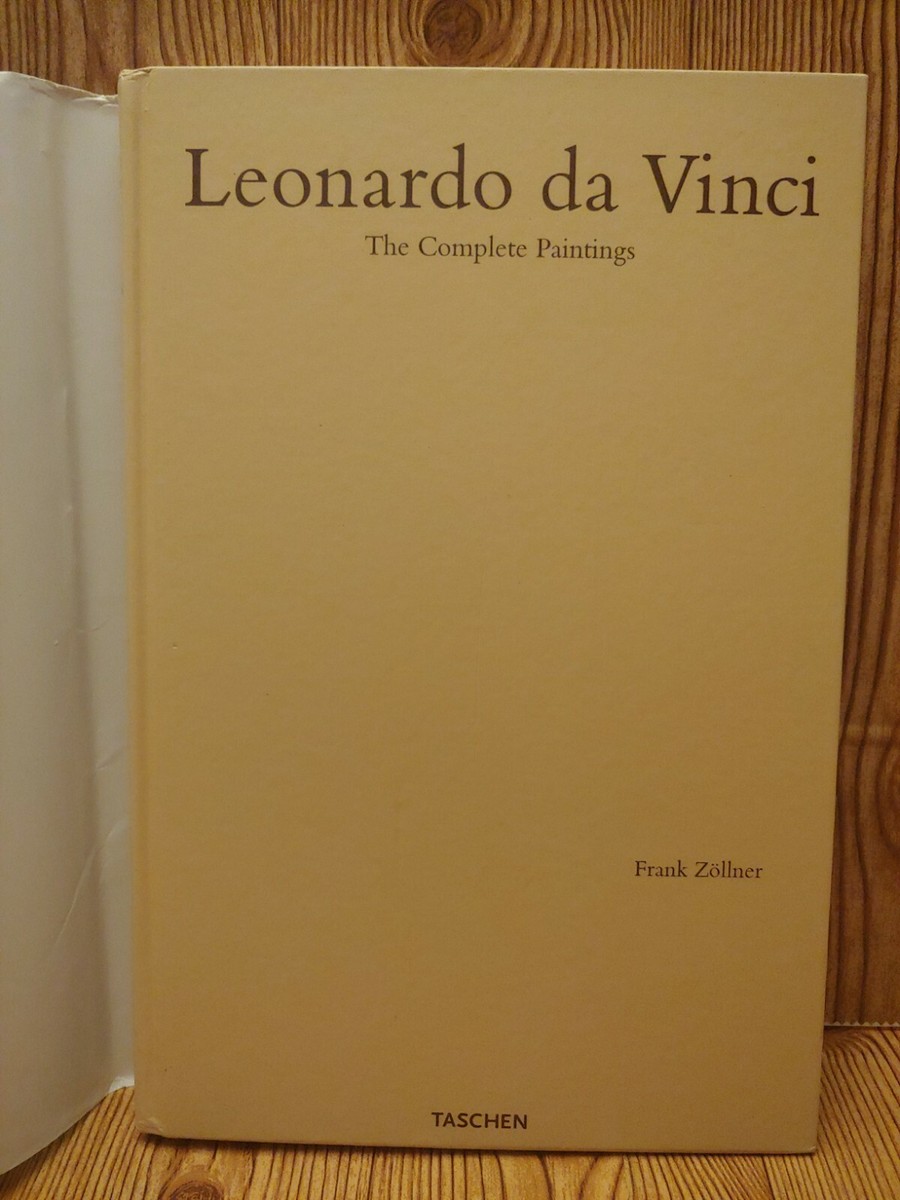 Leonardo da Vinci
The Complete Paintings
Frank Zöllner
TASCHEN